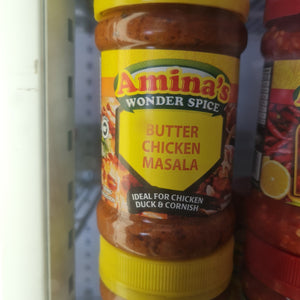 Amina's
WONDER SPICE
BUTTER
CHICKEN
MASALA
IDEAL FOR CHICKEN
DUCK & CORNISH